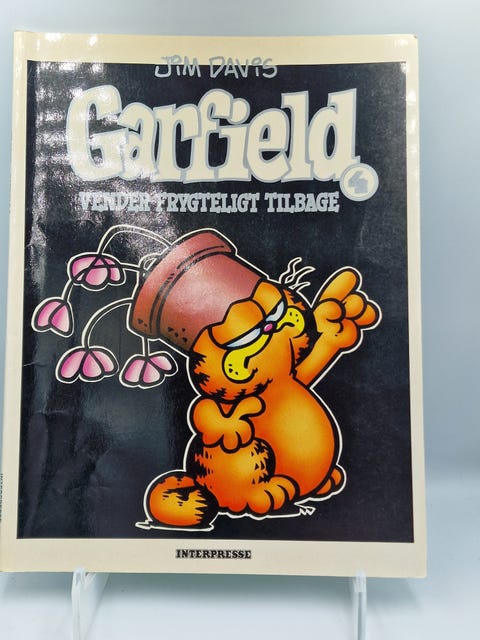 JIM DAVIS
Garfield
4
VENDER FRYGTELIGT TILBAGE
INTERPRESSE